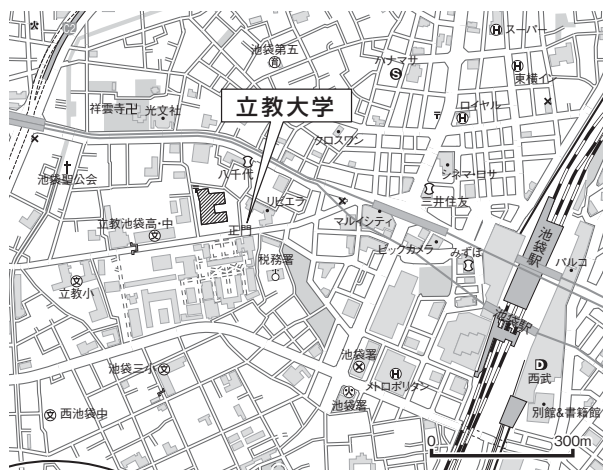 池袋第五
スーパー
ハナマサ
東横イン
祥雲寺卍
光文社
立教大学
ロイヤル
クロスワン
八千代
シネマ・ロサ
池袋聖公会
三井住友
リビエラ
立教池袋高・中
正門
マルイシティ
池袋駅
ビックカメラ
みずほ
パルコ
税務署
立教小
池袋駅
池袋三小
池袋署
メトロポリタン
西武
西池袋中
池袋署
別館&書籍館
0
300m